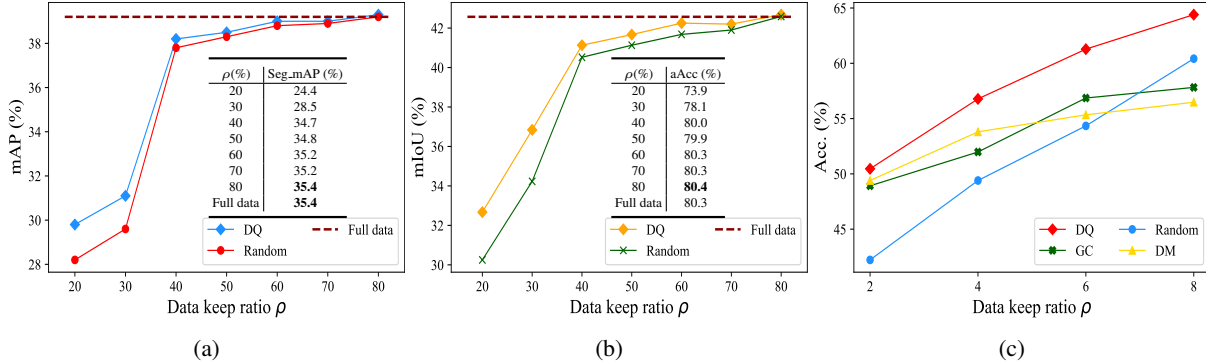 mAP (%)
38
36
34
32
30
28
ρ(%) Seg_mAP (%)
20 24.4
30 28.5
40 34.7
50 34.8
60 35.2
70 35.2
80 35.4
Full data 35.4
DQ
Random
Full data
20 30 40 50 60 70 80
Data keep ratio ρ
(a)
mIoU (%)
42
40
38
36
34
32
30
ρ(%) aAcc (%)
20 73.9
30 78.1
40 80.0
50 79.9
60 80.3
70 80.3
80 80.4
Full data 80.3
DQ
Random
Full data
20 30 40 50 60 70 80
Data keep ratio ρ
(b)
Acc. (%)
65
60
55
50
45
DQ
GC
Random
DM
2 4 6 8
Data keep ratio ρ
(c)